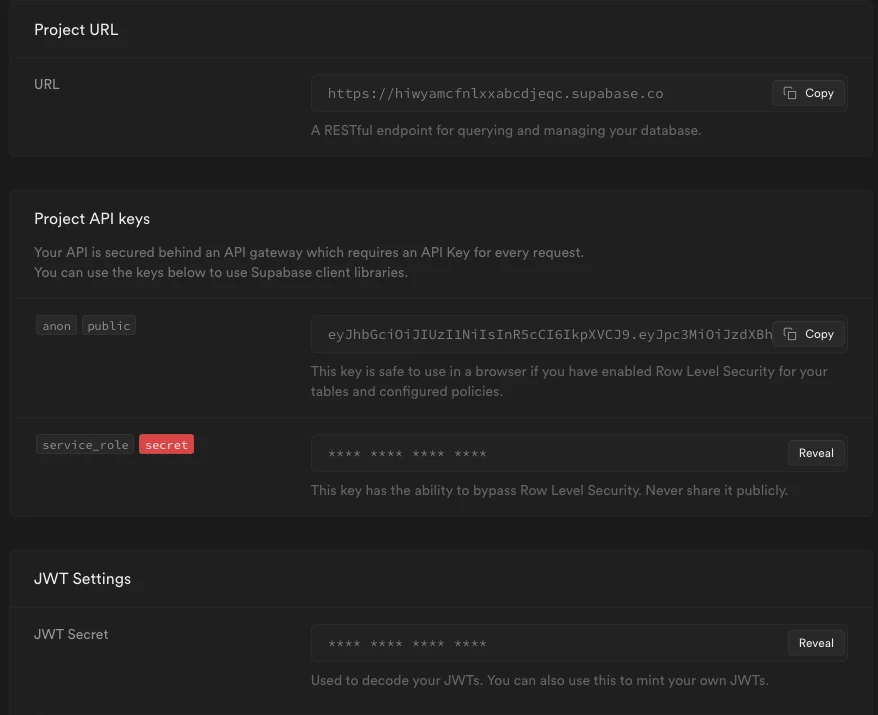 Project URL
URL
https://hiwyamcfnlxxabcdjeqc.supabase.co
Copy
A RESTful endpoint for querying and managing your database.
Project API keys
Your API is secured behind an API gateway which requires an API Key for every request.
You can use the keys below to use Supabase client libraries.
anon public
eyJhbGciOiJIUzI1NiIsInR5cCI6IkpXVCJ9.eyJpc3MiOiJzdXBh
Copy
This key is safe to use in a browser if you have enabled Row Level Security for your
tables and configured policies.
service_role secret
**** **** **** ****
Reveal
This key has the ability to bypass Row Level Security. Never share it publicly.
JWT Settings
JWT Secret
**** **** **** ****
Reveal
Used to decode your JWTs. You can also use this to mint your own JWTs.